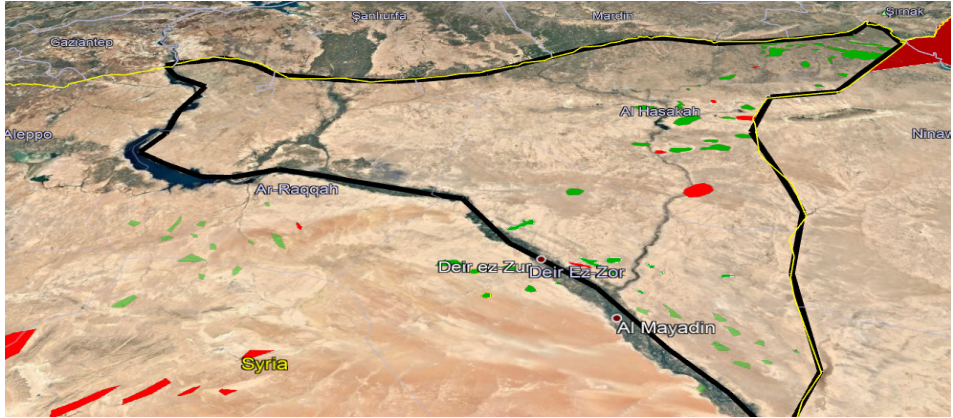 Şanlıurfa
Mardin
Şırnak
Gaziantep
Al Hasakah
Aleppo
Ninaw
Ar-Raqqah
Deir ez-Zur
Deir Ez-Zor
Al Mayadin
Syria